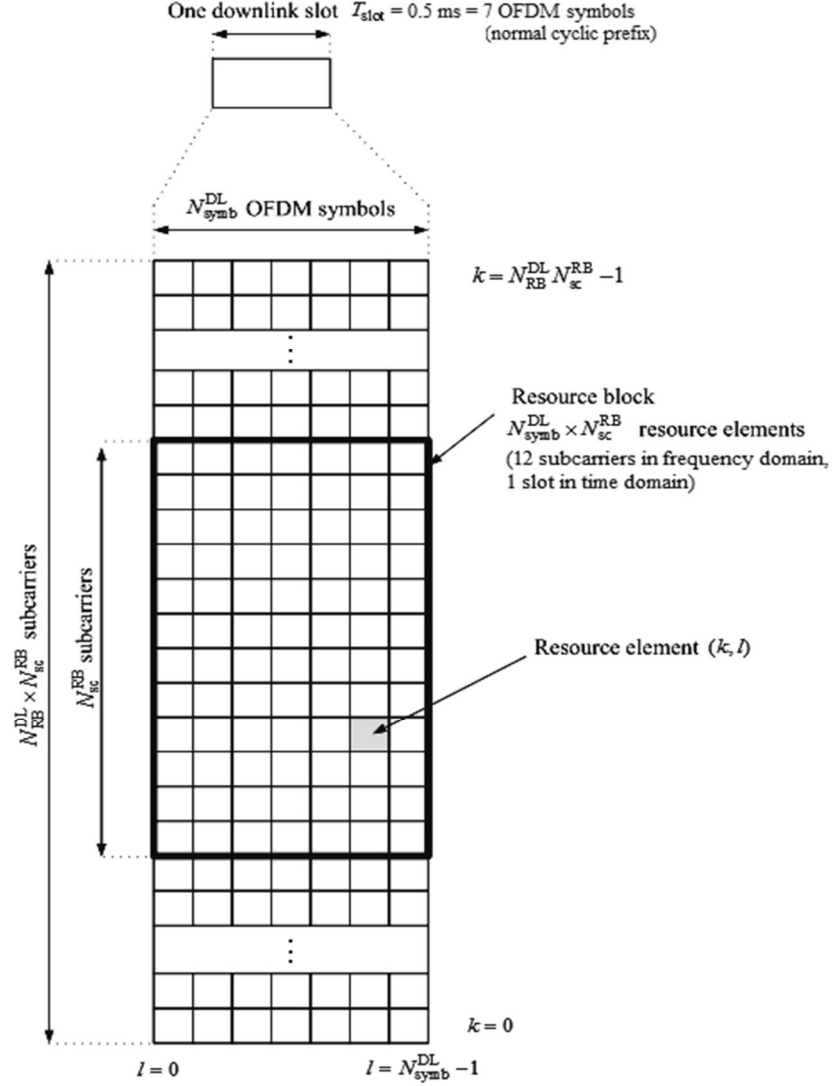 One downlink slot T_slot = 0.5 ms = 7 OFDM symbols
(normal cyclic prefix)
N_symb^DL OFDM symbols
k = N_RB^DL N_sc^RB − 1
⋮
Resource block
N_symb^DL × N_sc^RB resource elements
(12 subcarriers in frequency domain,
1 slot in time domain)
N_RB^DL × N_sc^RB subcarriers
N_sc^RB subcarriers
Resource element (k, l)
⋮
k = 0
l = 0
l = N_symb^DL − 1